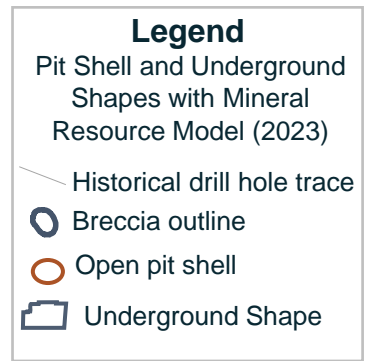 Legend
Pit Shell and Underground
Shapes with Mineral
Resource Model (2023)
Historical drill hole trace
Breccia outline
Open pit shell
Underground Shape